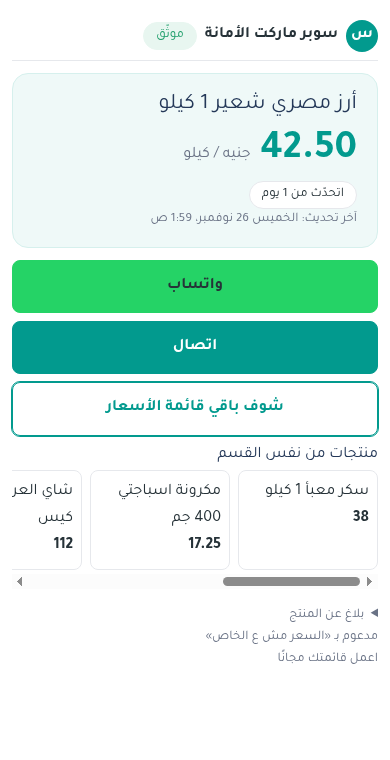 س سوبر ماركت الأمانة موثّق
أرز مصري شعير 1 كيلو
42.50 جنيه / كيلو
اتحدّث من 1 يوم
آخر تحديث: الخميس 26 نوفمبر، 1:59 ص
واتساب
اتصال
شوف باقي قائمة الأسعار
منتجات من نفس القسم
سكر معبأ 1 كيلو
38
مكرونة اسباجتي
400 جم
17.25
شاي العر
كيس
112
بلاغ عن المنتج
مدعوم بـ «السعر مش ع الخاص»
اعمل قائمتك مجانًا